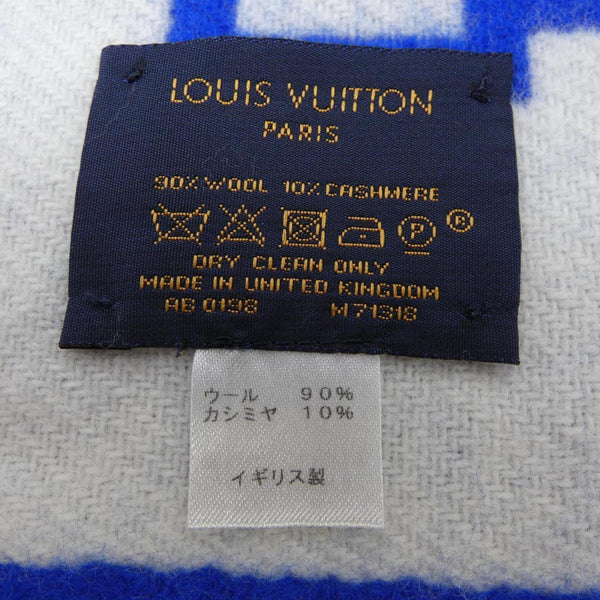 LOUIS VUITTON
PARIS
90% WOOL 10% CASHMERE
P ®
DRY CLEAN ONLY
MADE IN UNITED KINGDOM
AB 0198 M71318
ウール 90%
カシミヤ 10%
イギリス製